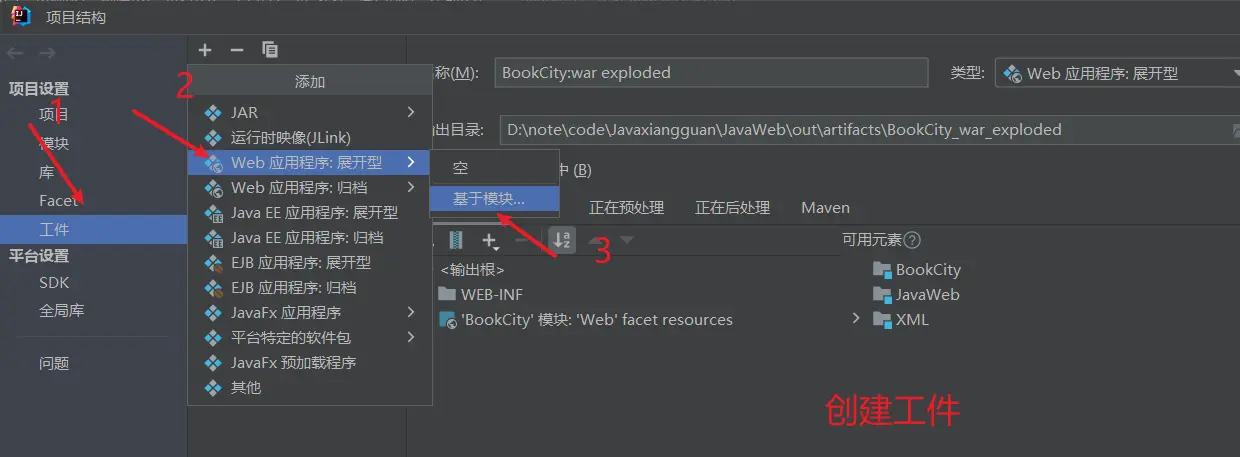 项目结构
项目设置
项目
模块
库
Facet
工件
平台设置
SDK
全局库
问题
1
2
添加
JAR
运行时映像(JLink)
Web 应用程序: 展开型
Web 应用程序: 归档
Java EE 应用程序: 展开型
Java EE 应用程序: 归档
EJB 应用程序: 展开型
EJB 应用程序: 归档
JavaFx 应用程序
平台特定的软件包
JavaFx 预加载程序
其他
空
基于模块...
3
称(M): BookCity:war exploded 类型: Web 应用程序: 展开型
出目录: D:\note\code\Javaxiangguan\JavaWeb\out\artifacts\BookCity_war_exploded
中 (B)
正在预处理 正在后处理 Maven
<输出根>
WEB-INF
'BookCity' 模块: 'Web' facet resources
可用元素
BookCity
JavaWeb
XML
创建工件